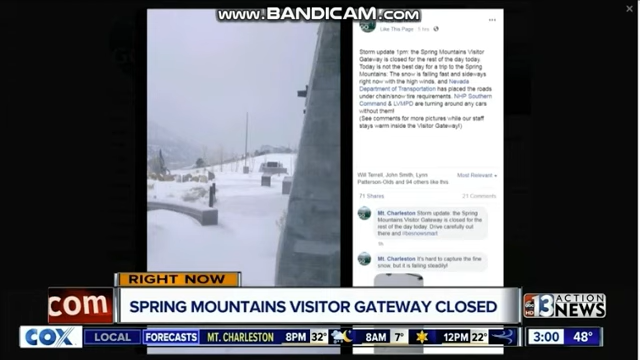 WWW.BANDICAM.COM
Like This Page · 1 hr
Storm update 1pm: the Spring Mountains Visitor
Gateway is closed for the rest of the day today.
Today is not the best day for a trip to the Spring
Mountains. The snow is falling fast and sideways
right now with the high winds, and Nevada
Department of Transportation has placed the roads
under chain/snow tire requirements. NHP Southern
Command & LVMPD are turning around any cars
without them!
(See comments for more pictures while our staff
stays warm inside the Visitor Gateway!)
Will Terrell, John Smith, Lynn
Patterson-Olds and 94 others like this.
Most Relevant
71 Shares
21 Comments
Mt. Charleston Storm update: the Spring
Mountains Visitor Gateway is closed for the
rest of the day today. Drive carefully out
there and #besnowsmart
Mt. Charleston It's hard to capture the fine
snow, but it is falling steadily!
RIGHT NOW
com
SPRING MOUNTAINS VISITOR GATEWAY CLOSED
abc HD 13 ACTION NEWS
COX LOCAL FORECASTS MT. CHARLESTON 8PM 32° 8AM 7° 12PM 22° 3:00 48°